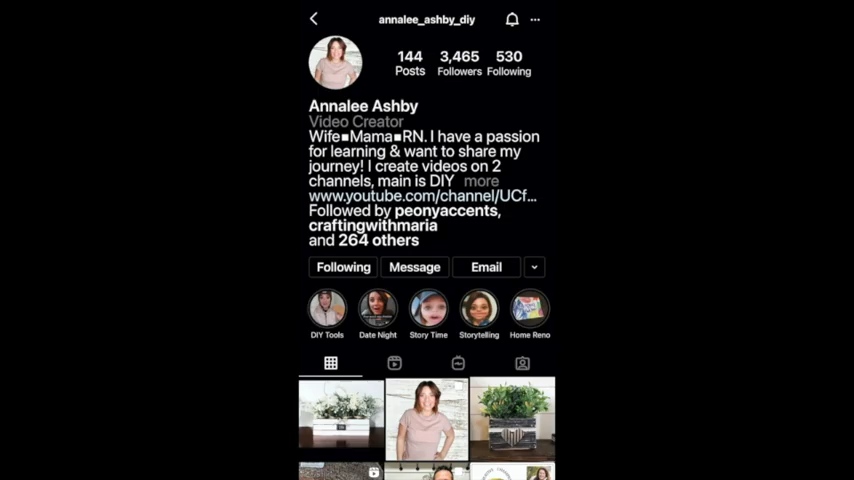 annalee_ashby_diy
144 3,465 530
Posts Followers Following
Annalee Ashby
Video Creator
Wife■Mama■RN. I have a passion
for learning & want to share my
journey! I create videos on 2
channels, main is DIY more
www.youtube.com/channel/UCf...
Followed by peonyaccents,
craftingwithmaria
and 264 others
Following Message Email
DIY Tools Date Night Story Time Storytelling Home Reno